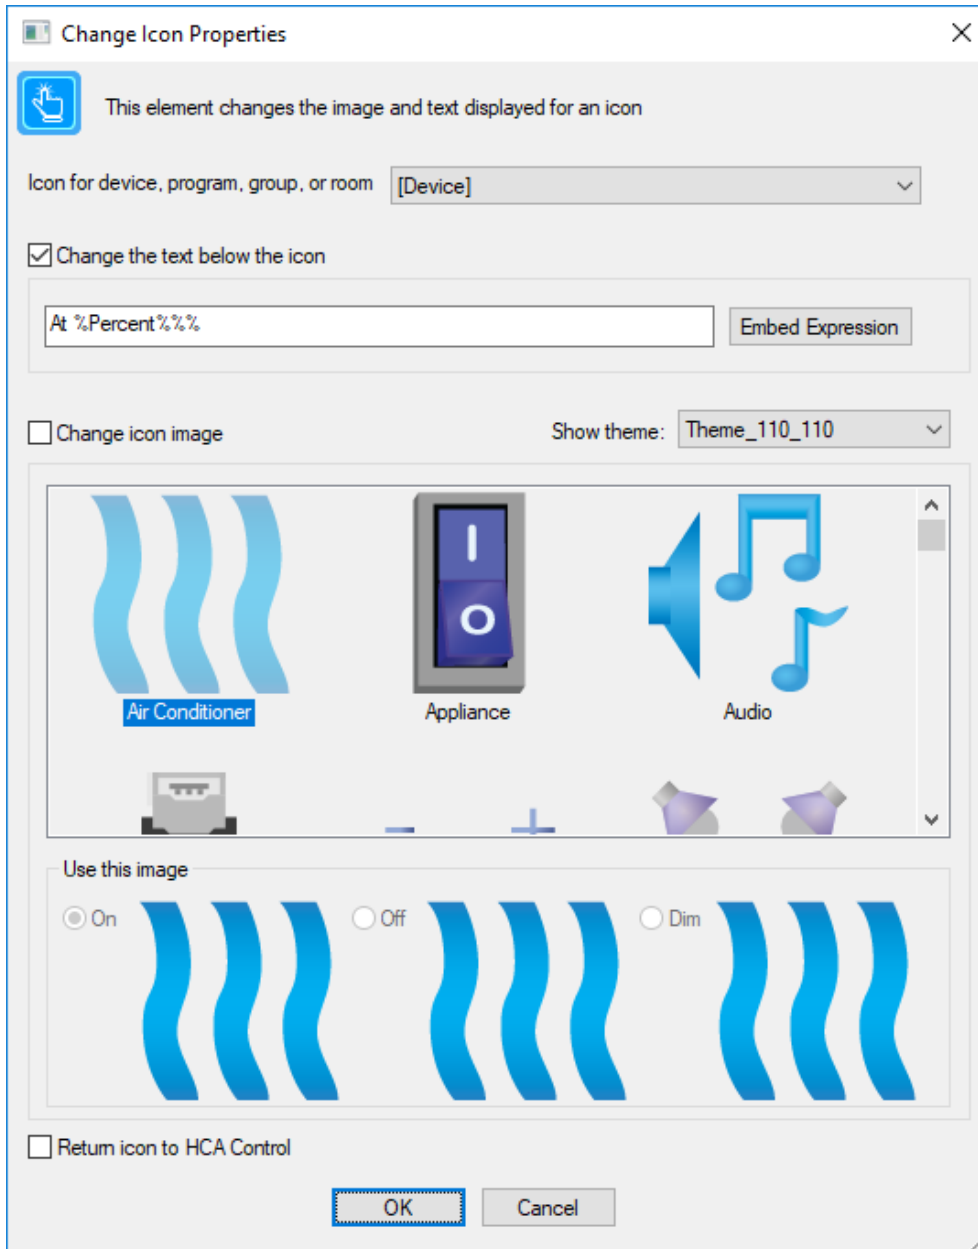 Change Icon Properties
This element changes the image and text displayed for an icon
Icon for device, program, group, or room [Device]
Change the text below the icon
At %Percent%%% Embed Expression
Change icon image Show theme: Theme_110_110
I
O
Air Conditioner Appliance Audio
Use this image
On Off Dim
Return icon to HCA Control
OK Cancel